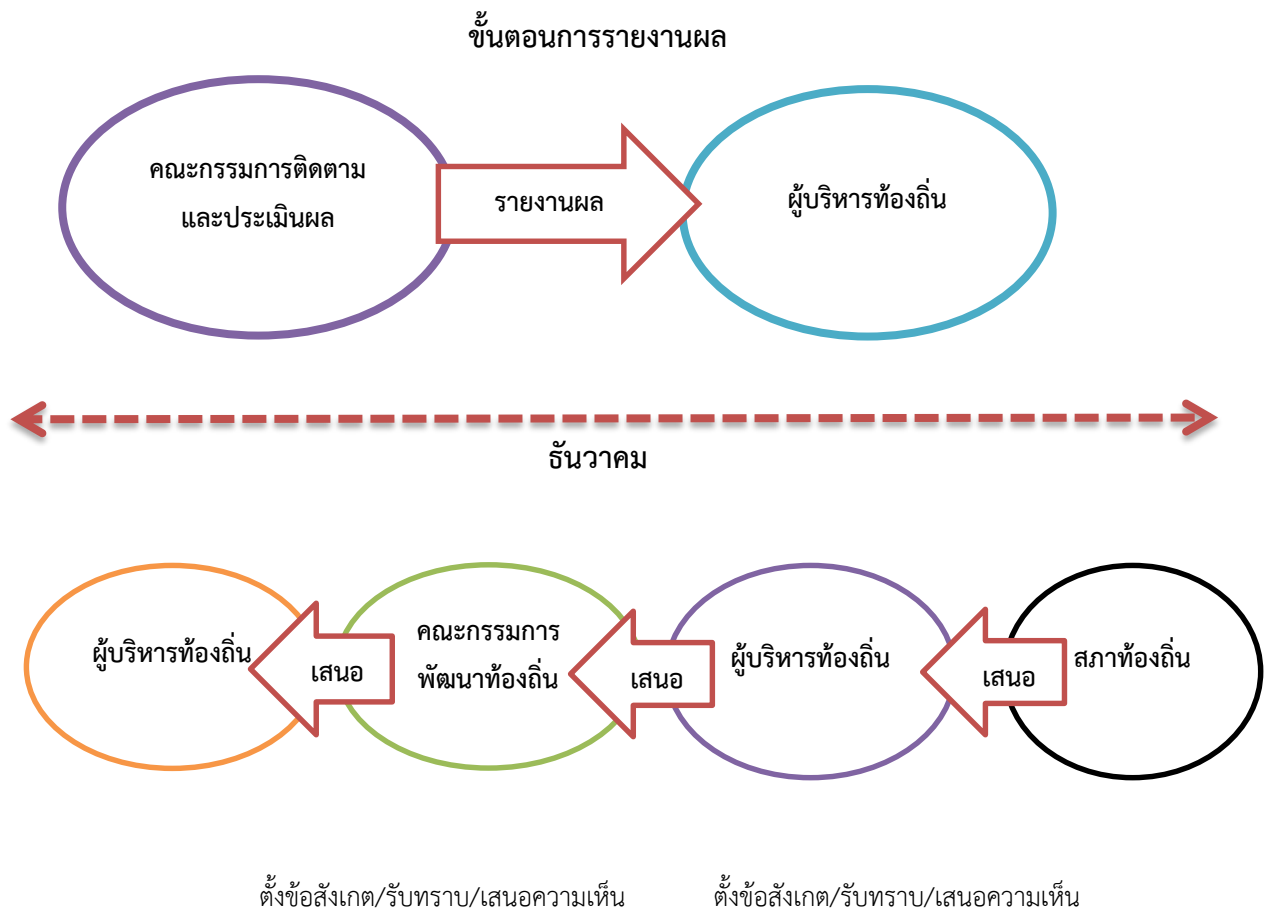 ขั้นตอนการรายงานผล
คณะกรรมการติดตาม
และประเมินผล
รายงานผล
ผู้บริหารท้องถิ่น
ธันวาคม
ผู้บริหารท้องถิ่น
เสนอ
คณะกรรมการ
พัฒนาท้องถิ่น
เสนอ
ผู้บริหารท้องถิ่น
เสนอ
สภาท้องถิ่น
ตั้งข้อสังเกต/รับทราบ/เสนอความเห็น
ตั้งข้อสังเกต/รับทราบ/เสนอความเห็น